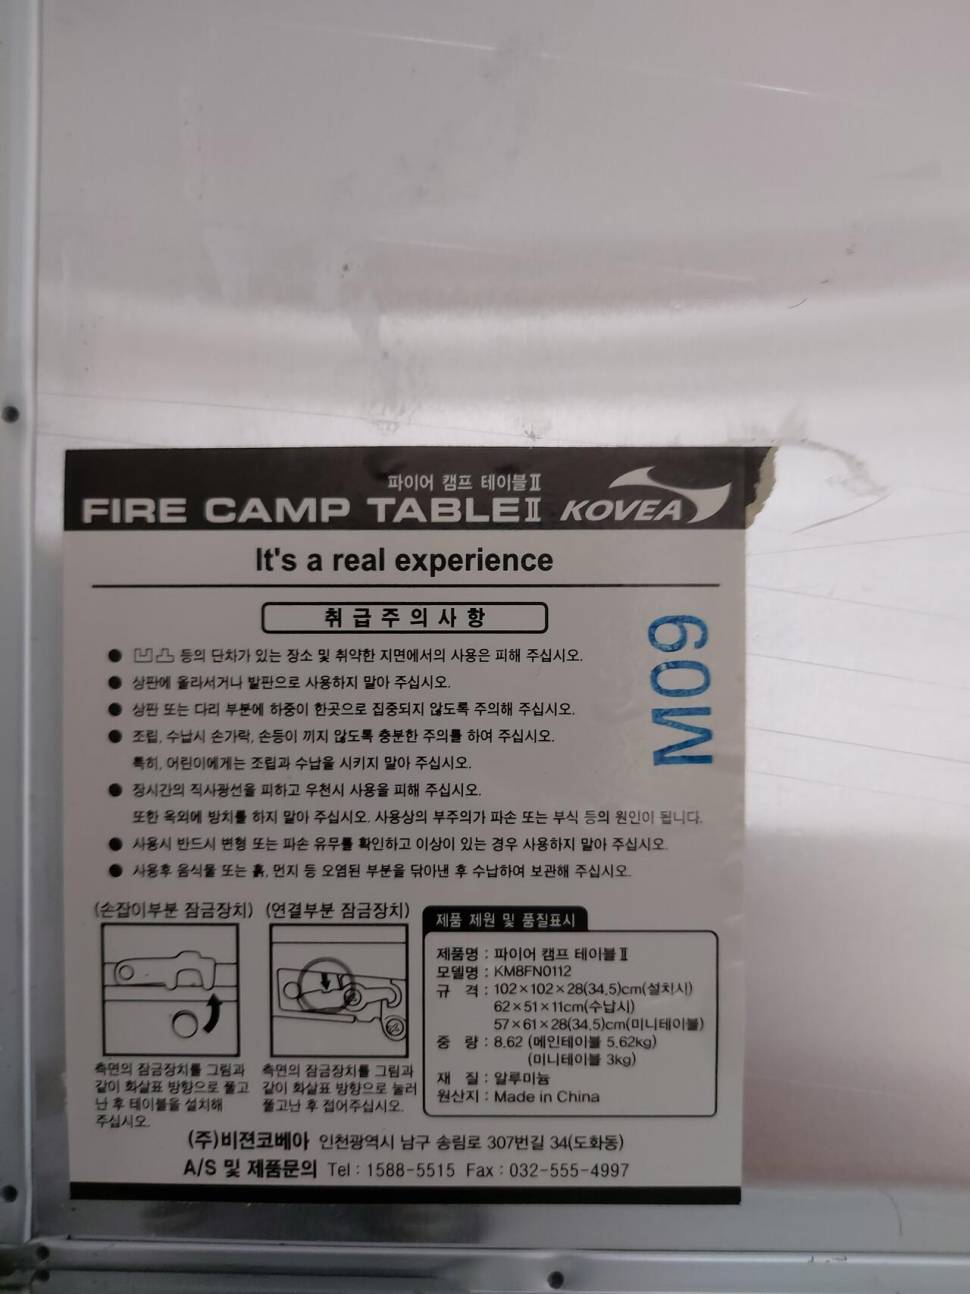 파이어 캠프 테이블Ⅱ
FIRE CAMP TABLEⅡ KOVEA
It's a real experience
취급주의사항
M09
● 등의 단차가 있는 장소 및 취약한 지면에서의 사용은 피해 주십시오.
● 상판에 올라서거나 발판으로 사용하지 말아 주십시오.
● 상판 또는 다리 부분에 하중이 한곳으로 집중되지 않도록 주의해 주십시오.
● 조립, 수납시 손가락, 손등이 끼지 않도록 충분한 주의를 하여 주십시오.
특히, 어린이에게는 조립과 수납을 시키지 말아 주십시오.
● 장시간의 직사광선을 피하고 우천시 사용을 피해 주십시오.
또한 옥외에 방치를 하지 말아 주십시오. 사용상의 부주의가 파손 또는 부식 등의 원인이 됩니다.
● 사용시 반드시 변형 또는 파손 유무를 확인하고 이상이 있는 경우 사용하지 말아 주십시오.
● 사용후 음식물 또는 흙, 먼지 등 오염된 부분을 닦아낸 후 수납하여 보관해 주십시오.
(손잡이부분 잠금장치)
측면의 잠금장치를 그림과
같이 화살표 방향으로 풀고
난 후 테이블을 설치해
주십시오.
(연결부분 잠금장치)
측면의 잠금장치를 그림과
같이 화살표 방향으로 눌러
풀고난 후 접어주십시오.
제품 제원 및 품질표시
제품명 : 파이어 캠프 테이블Ⅱ
모델명 : KM8FN0112
규 격 : 102×102×28(34.5)cm(설치시)
62×51×11cm(수납시)
57×61×28(34.5)cm(미니테이블)
중 량 : 8.62 (메인테이블 5.62kg)
(미니테이블 3kg)
재 질 : 알루미늄
원산지 : Made in China
(주)비젼코베아 인천광역시 남구 송림로 307번길 34(도화동)
A/S 및 제품문의 Tel : 1588-5515 Fax : 032-555-4997